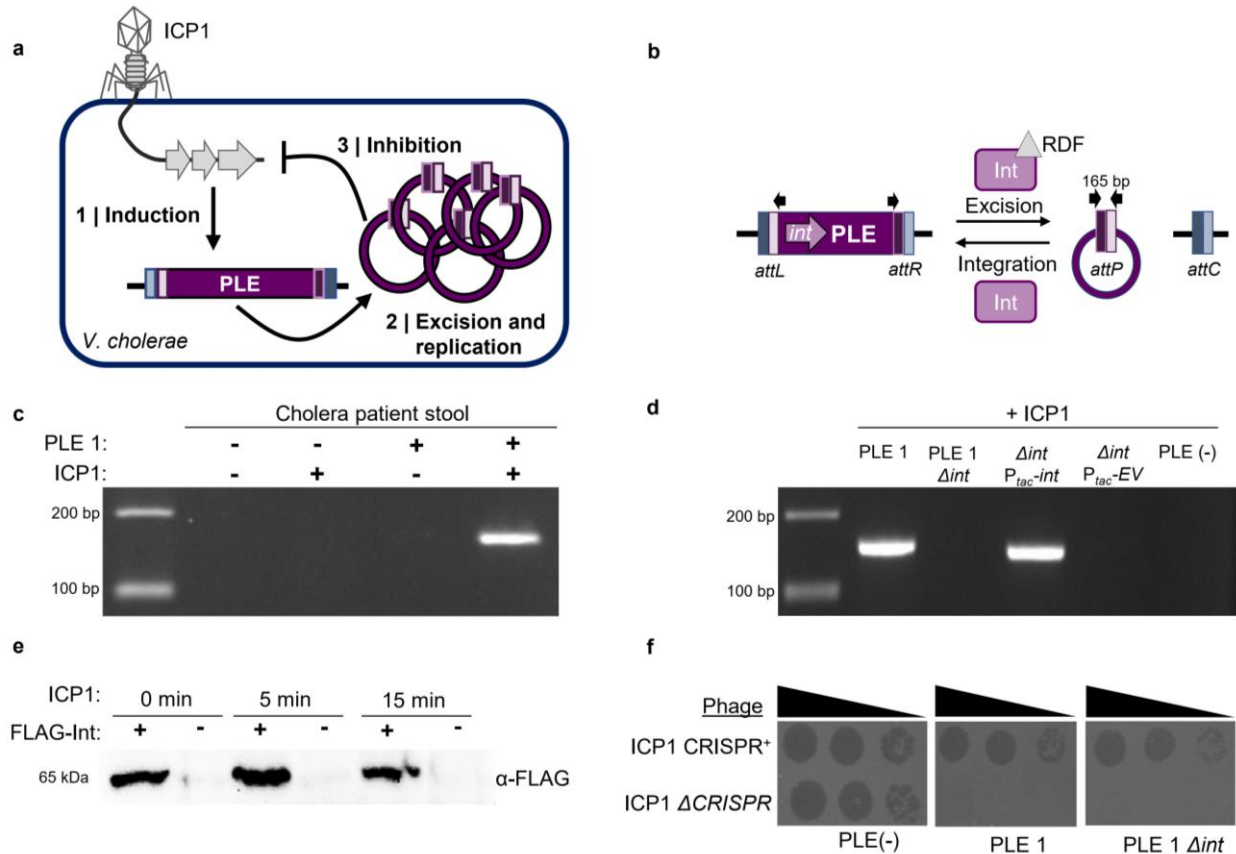 a
ICP1
1 | Induction
3 | Inhibition
PLE
2 | Excision and
replication
V. cholerae
b
RDF
Int
165 bp
Excision
int PLE
attL
attR
Integration
attP
attC
Int
c
Cholera patient stool
PLE 1: - - + +
ICP1: - + - +
200 bp
100 bp
d
+ ICP1
PLE 1
PLE 1
Δint
Δint
Ptac-int
Δint
Ptac-EV
PLE (-)
200 bp
100 bp
e
ICP1: 0 min 5 min 15 min
FLAG-Int: + - + - + -
65 kDa
α-FLAG
f
Phage
ICP1 CRISPR+
ICP1 ΔCRISPR
PLE(-) PLE 1 PLE 1 Δint